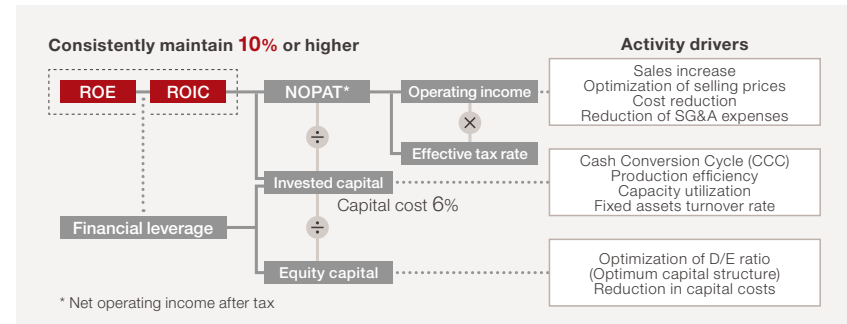 Consistently maintain 10% or higher
Activity drivers
ROE
ROIC
NOPAT*
Operating income
Sales increase
Optimization of selling prices
Cost reduction
Reduction of SG&A expenses
×
÷
Effective tax rate
Invested capital
Cash Conversion Cycle (CCC)
Production efficiency
Capacity utilization
Fixed assets turnover rate
Capital cost 6%
Financial leverage
÷
Equity capital
Optimization of D/E ratio
(Optimum capital structure)
Reduction in capital costs
* Net operating income after tax